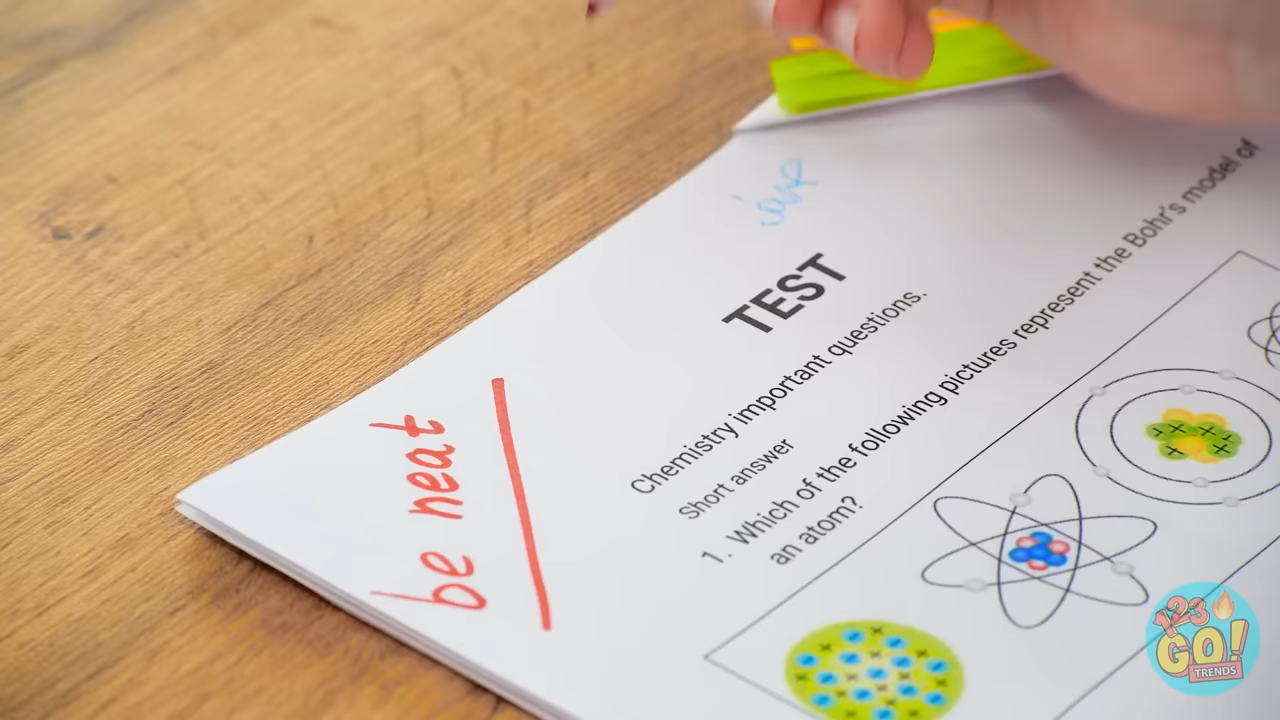 be neat
TEST
Chemistry important questions.
Short answer
1. Which of the following pictures represent the Bohr's model of
an atom?
123
GO!
TRENDS